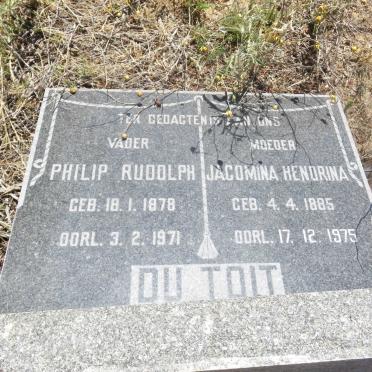 TER GEDAGTENIS VAN ONS
VADER MOEDER
PHILIP RUDOLPH JACOMINA HENDRINA
GEB. 18. 1. 1878 GEB. 4. 4. 1885
OORL. 3. 2. 1971 OORL. 17. 12. 1975
DU TOIT